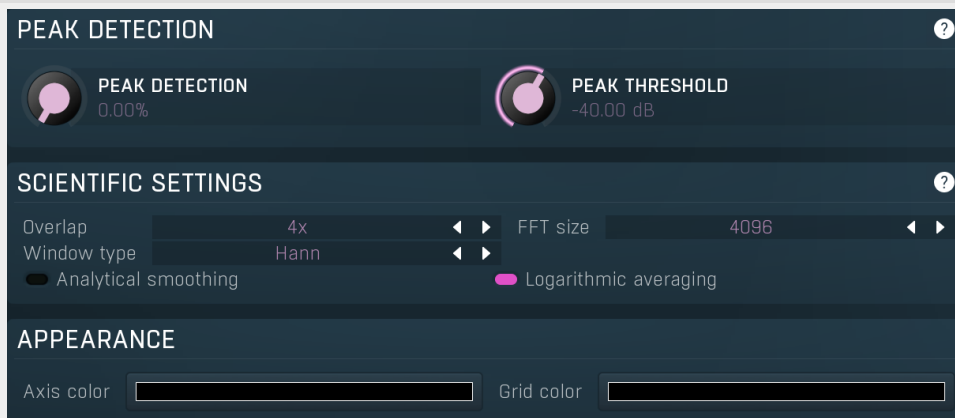 PEAK DETECTION ?
PEAK DETECTION PEAK THRESHOLD
0.00% -40.00 dB
SCIENTIFIC SETTINGS ?
Overlap 4x FFT size 4096
Window type Hann
Analytical smoothing Logarithmic averaging
APPEARANCE
Axis color Grid color